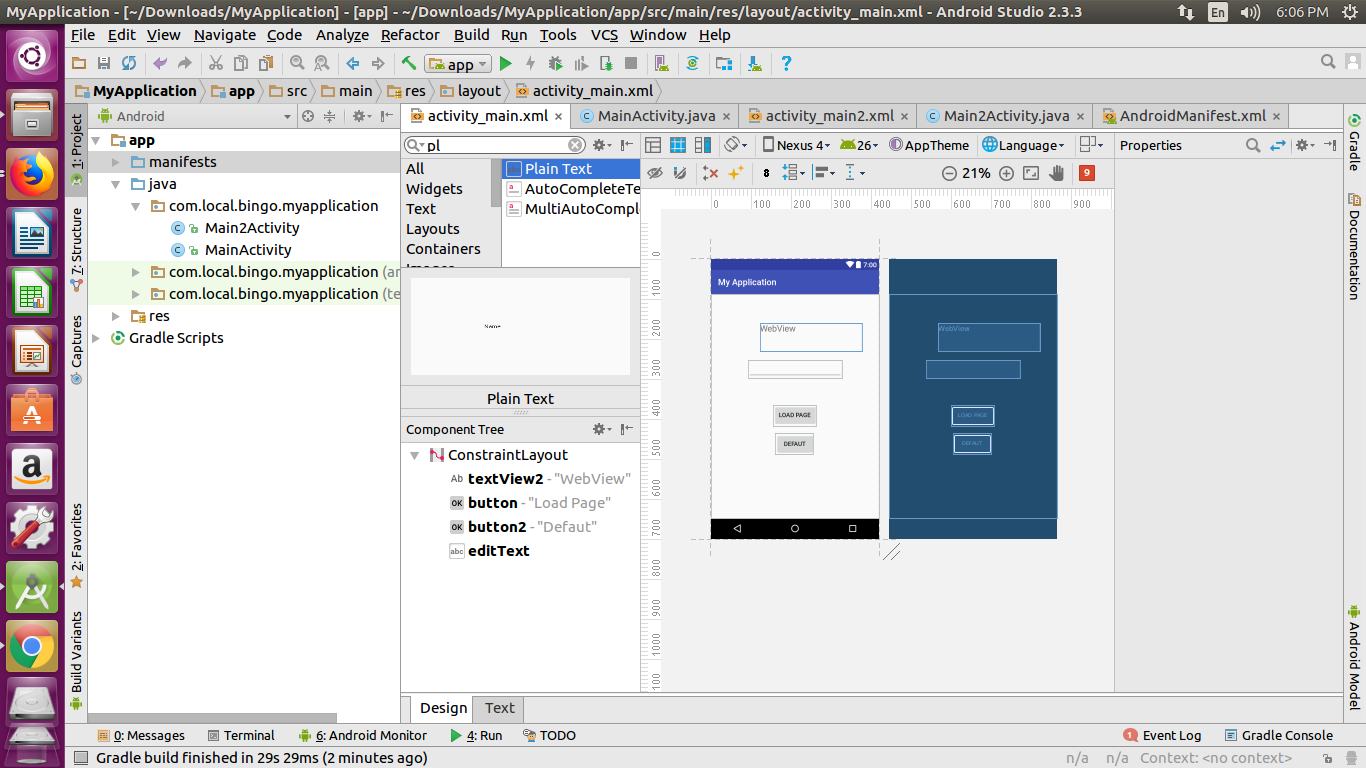 MyApplication - [~/Downloads/MyApplication] - [app] - ~/Downloads/MyApplication/app/src/main/res/layout/activity_main.xml - Android Studio 2.3.3
En
6:06 PM
File Edit View Navigate Code Analyze Refactor Build Run Tools VCS Window Help
app
MyApplication app src main res layout activity_main.xml
1: Project
7: Structure
Captures
2: Favorites
Build Variants
Android
app
manifests
java
com.local.bingo.myapplication
Main2Activity
MainActivity
com.local.bingo.myapplication (an
com.local.bingo.myapplication (te
res
Gradle Scripts
activity_main.xml MainActivity.java activity_main2.xml Main2Activity.java AndroidManifest.xml
pl
All
Widgets
Text
Layouts
Containers
Images
Plain Text
AutoCompleteTe
MultiAutoCompl
Name
Plain Text
Component Tree
ConstraintLayout
textView2 - "WebView"
button - "Load Page"
button2 - "Defaut"
editText
Nexus 4 26 AppTheme Language
8
21%
9
0 100 200 300 400 500 600 700 800 900
0
100
200
300
400
500
600
700
800
900
1000
1100
7:00
My Application
WebView
LOAD PAGE
DEFAUT
WebView
LOAD PAGE
DEFAUT
Properties
Gradle
Documentation
Android Model
Design Text
0: Messages Terminal 6: Android Monitor 4: Run TODO
1 Event Log Gradle Console
Gradle build finished in 29s 29ms (2 minutes ago)
n/a n/a Context: <no context>